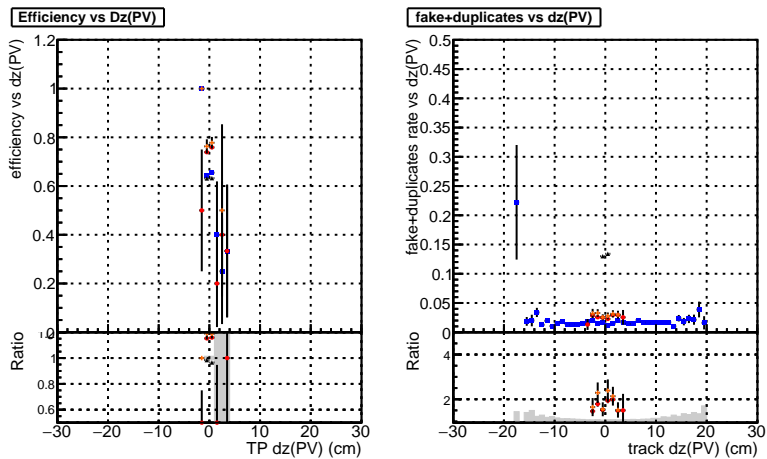 Efficiency vs Dz(PV)
efficiency vs dz(PV)
1.2
1
0.8
0.6
0.4
0.2
0
Ratio
1.2
1
0.8
0.6
−30 −20 −10 0 10 20 30
TP dz(PV) (cm)
fake+duplicates vs dz(PV)
fake+duplicates rate vs dz(PV)
0.5
0.45
0.4
0.35
0.3
0.25
0.2
0.15
0.1
0.05
0
Ratio
4
2
−30 −20 −10 0 10 20 30
track dz(PV) (cm)